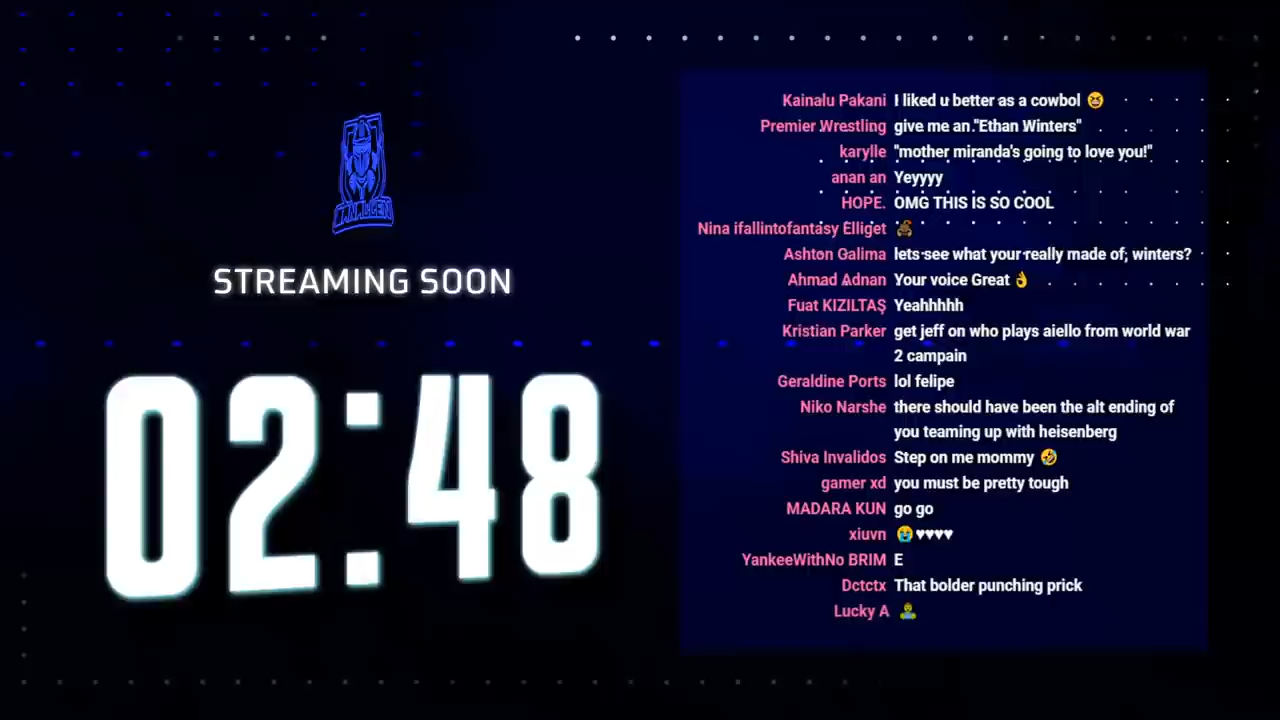 STREAMING SOON
02:48
Kainalu Pakani I liked u better as a cowbol 😆
Premier Wrestling give me an "Ethan Winters"
karylle "mother miranda's going to love you!"
anan an Yeyyyy
HOPE. OMG THIS IS SO COOL
Nina ifallintofantasy Elliget
Ashton Galima lets see what your really made of, winters?
Ahmad Adnan Your voice Great 👌
Fuat KIZILTAŞ Yeahhhhh
Kristian Parker get jeff on who plays aiello from world war
2 campain
Geraldine Ports lol felipe
Niko Narshe there should have been the alt ending of
you teaming up with heisenberg
Shiva Invalidos Step on me mommy 🤣
gamer xd you must be pretty tough
MADARA KUN go go
xiuvn 😭♥♥♥♥
YankeeWithNo BRIM E
Dctctx That bolder punching prick
Lucky A